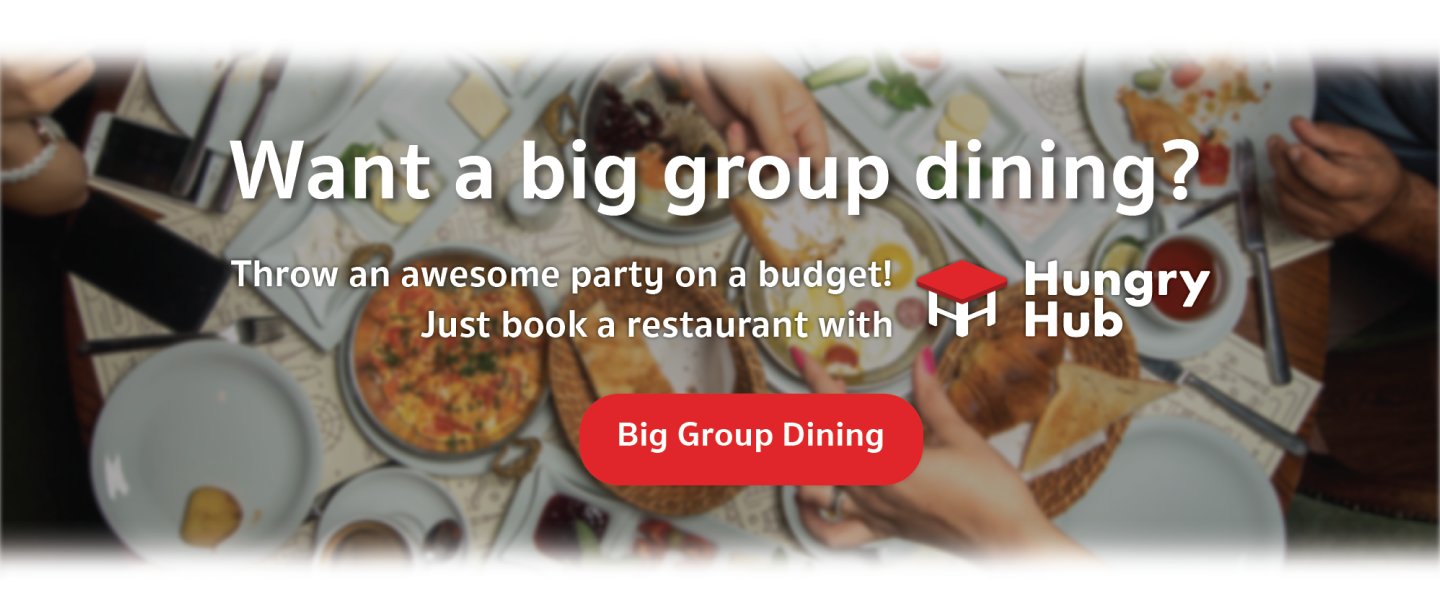 Want a big group dining?
Throw an awesome party on a budget!
Just book a restaurant with
Hungry
Hub
Big Group Dining